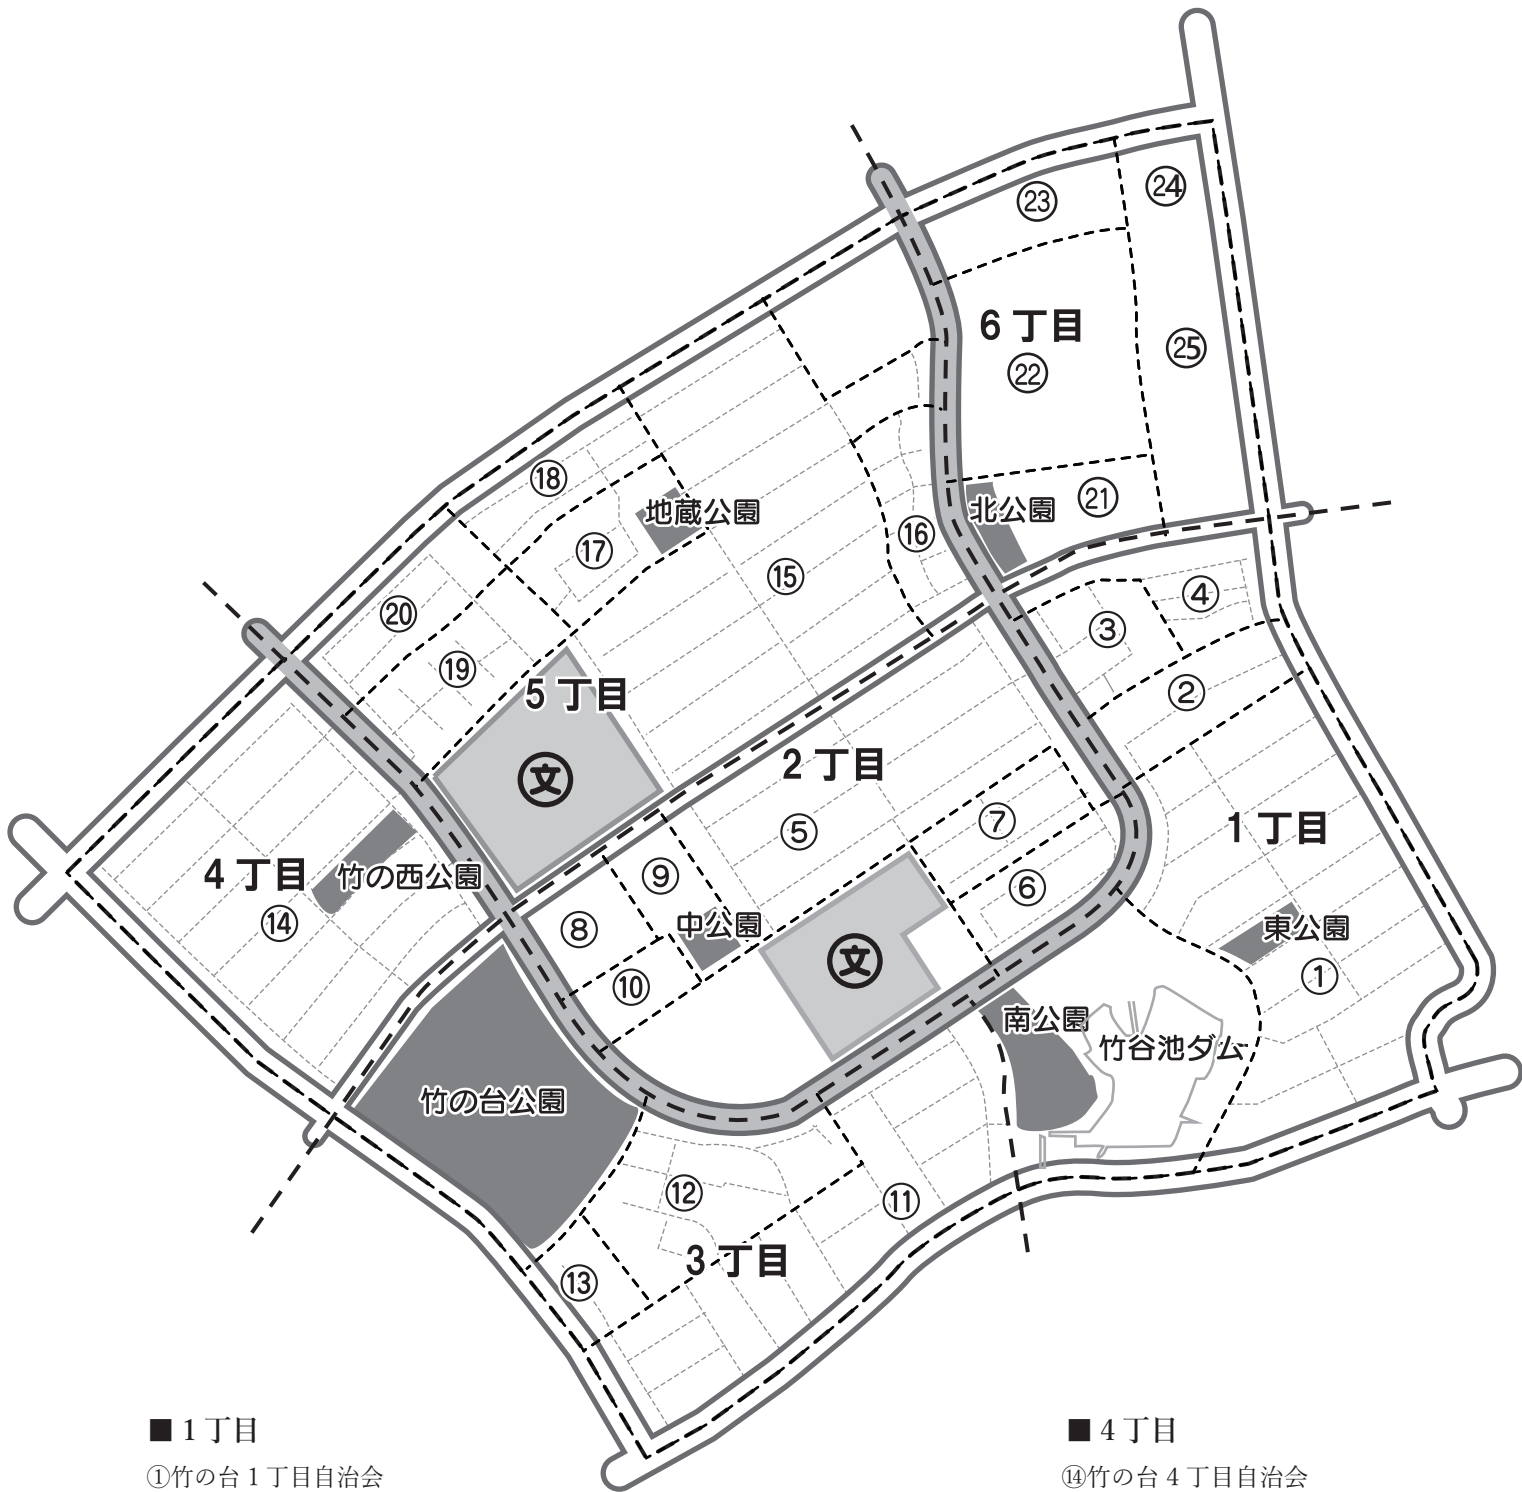 ㉔
㉓
6 丁目
㉕
㉒
⑱
㉑
地蔵公園
北公園
⑯
⑰
⑮
④
⑳
③
⑲
②
5 丁目
文
2 丁目
⑤
⑦
1 丁目
4 丁目
竹の西公園
⑨
⑥
⑭
⑧
中公園
東公園
文
①
⑩
南公園
竹谷池ダム
竹の台公園
⑫
⑪
3 丁目
⑬
■ 1 丁目
①竹の台 1 丁目自治会
■ 4 丁目
⑭竹の台 4 丁目自治会